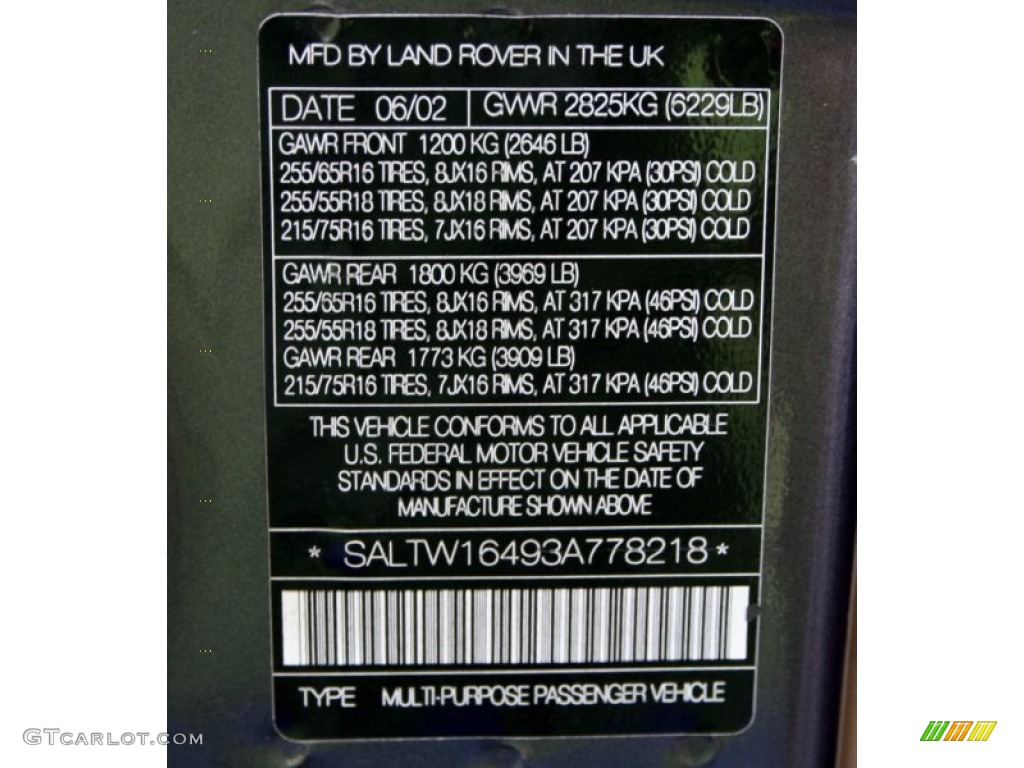 MFD BY LAND ROVER IN THE UK
DATE 06/02 GVWR 2825KG (6229LB)
GAWR FRONT 1200 KG (2646 LB)
255/65R16 TIRES, 8JX16 RIMS, AT 207 KPA (30PSI) COLD
255/55R18 TIRES, 8JX18 RIMS, AT 207 KPA (30PSI) COLD
215/75R16 TIRES, 7JX16 RIMS, AT 207 KPA (30PSI) COLD
GAWR REAR 1800 KG (3969 LB)
255/65R16 TIRES, 8JX16 RIMS, AT 317 KPA (46PSI) COLD
255/55R18 TIRES, 8JX18 RIMS, AT 317 KPA (46PSI) COLD
GAWR REAR 1773 KG (3909 LB)
215/75R16 TIRES, 7JX16 RIMS, AT 317 KPA (46PSI) COLD
THIS VEHICLE CONFORMS TO ALL APPLICABLE
U.S. FEDERAL MOTOR VEHICLE SAFETY
STANDARDS IN EFFECT ON THE DATE OF
MANUFACTURE SHOWN ABOVE
* SALTW16493A778218 *
TYPE MULTI-PURPOSE PASSENGER VEHICLE
GTCarLot.com